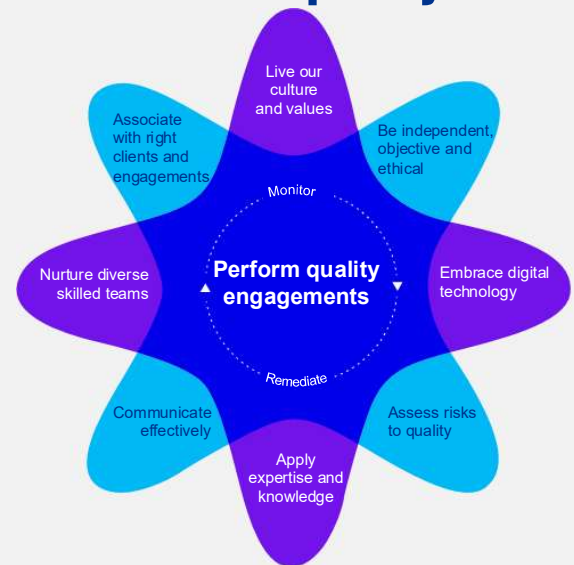 Live our
culture
and values
Be independent,
objective and
ethical
Embrace digital
technology
Assess risks
to quality
Apply
expertise and
knowledge
Communicate
effectively
Nurture diverse
skilled teams
Associate
with right
clients and
engagements
Monitor
Perform quality
engagements
Remediate